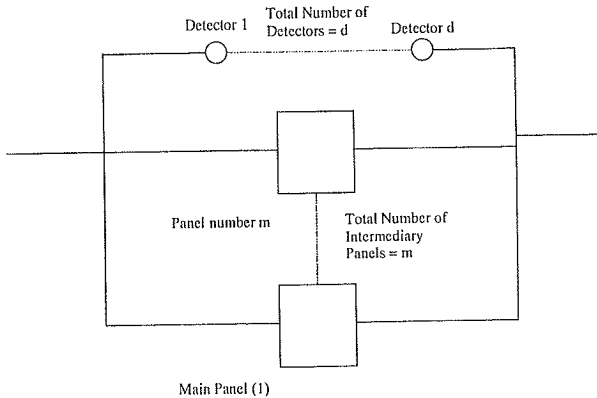 Detector 1
Total Number of
Detectors = d
Detector d
Panel number m
Total Number of
Intermediary
Panels = m
Main Panel (1)